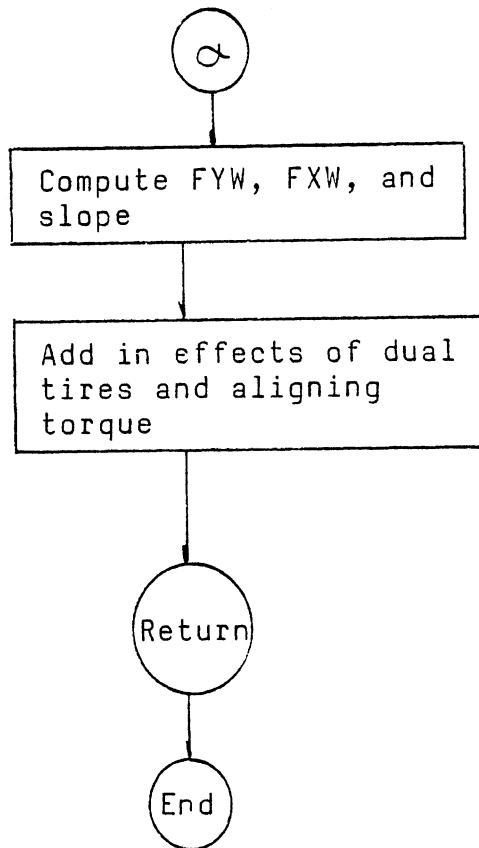 α
Compute FYW, FXW, and
slope
Add in effects of dual
tires and aligning
torque
Return
End